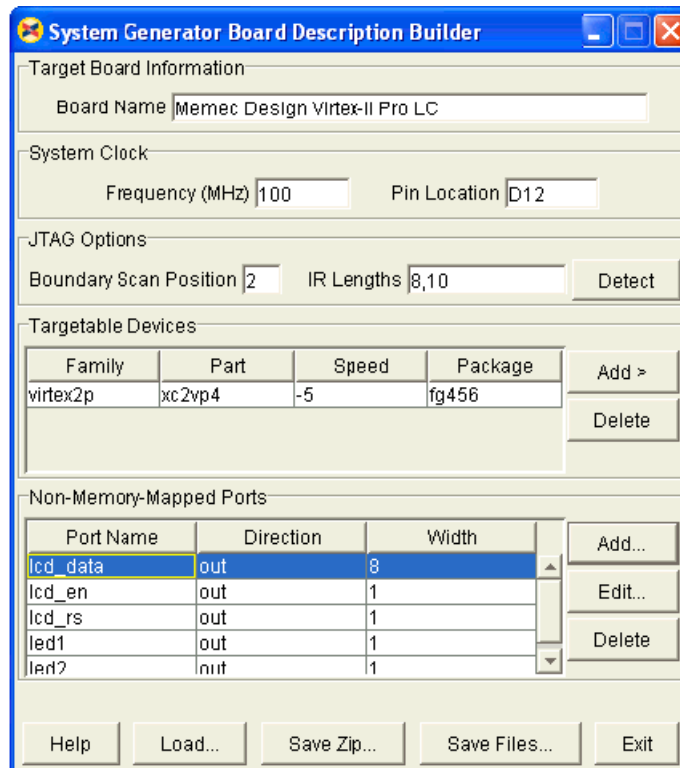 System Generator Board Description Builder
Target Board Information
Board Name Memec Design Virtex-II Pro LC
System Clock
Frequency (MHz) 100 Pin Location D12
JTAG Options
Boundary Scan Position 2 IR Lengths 8,10 Detect
Targetable Devices
Family Part Speed Package Add >
virtex2p xc2vp4 -5 fg456
Delete
Non-Memory-Mapped Ports
Port Name Direction Width Add...
lcd_data out 8
lcd_en out 1 Edit...
lcd_rs out 1
led1 out 1 Delete
led2 out 1
Help Load... Save Zip... Save Files... Exit